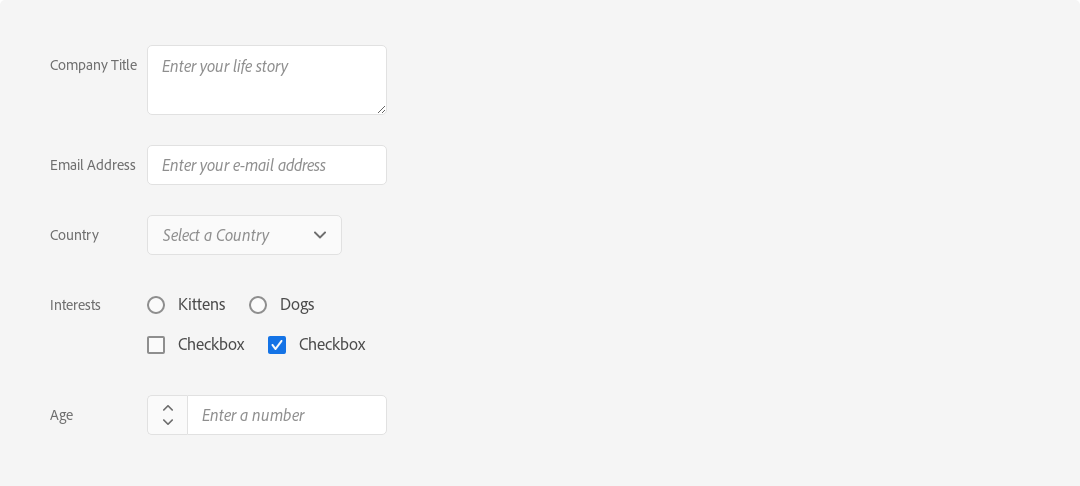 Company Title Enter your life story
Email Address Enter your e-mail address
Country Select a Country
Interests Kittens Dogs
Checkbox Checkbox
Age Enter a number